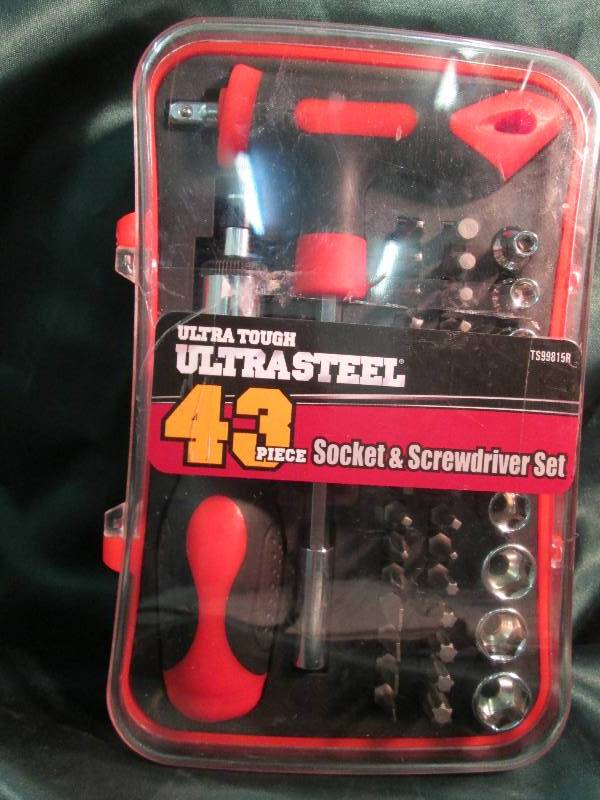 ULTRA TOUGH
ULTRASTEEL®
TS99815R
43
PIECE Socket & Screwdriver Set